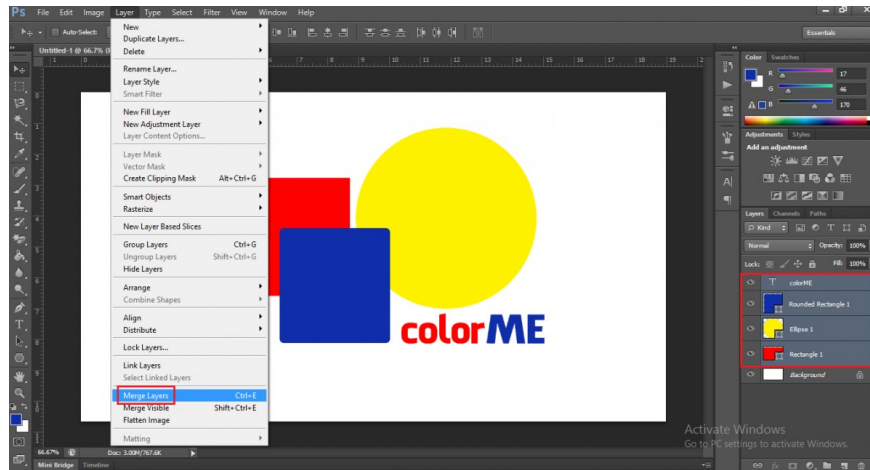 Ps File Edit Image Layer Type Select Filter View Window Help
Auto-Select:
Essentials
Untitled-1 @ 66.7% (
New
Duplicate Layers...
Delete
Rename Layer...
Layer Style
Smart Filter
New Fill Layer
New Adjustment Layer
Layer Content Options...
Layer Mask
Vector Mask
Create Clipping Mask Alt+Ctrl+G
Smart Objects
Rasterize
New Layer Based Slices
Group Layers Ctrl+G
Ungroup Layers Shift+Ctrl+G
Hide Layers
Arrange
Combine Shapes
Align
Distribute
Lock Layers...
Link Layers
Select Linked Layers
Merge Layers Ctrl+E
Merge Visible Shift+Ctrl+E
Flatten Image
Matting
colorME
Color Swatches
R 17
G 46
B 170
Adjustments Styles
Add an adjustment
Layers Channels Paths
Kind
Normal Opacity: 100%
Lock: Fill: 100%
T colorME
Rounded Rectangle 1
Ellipse 1
Rectangle 1
Background
Activate Windows
Go to PC settings to activate Windows.
66.67% Doc: 3.00M/767.6K
Mini Bridge Timeline